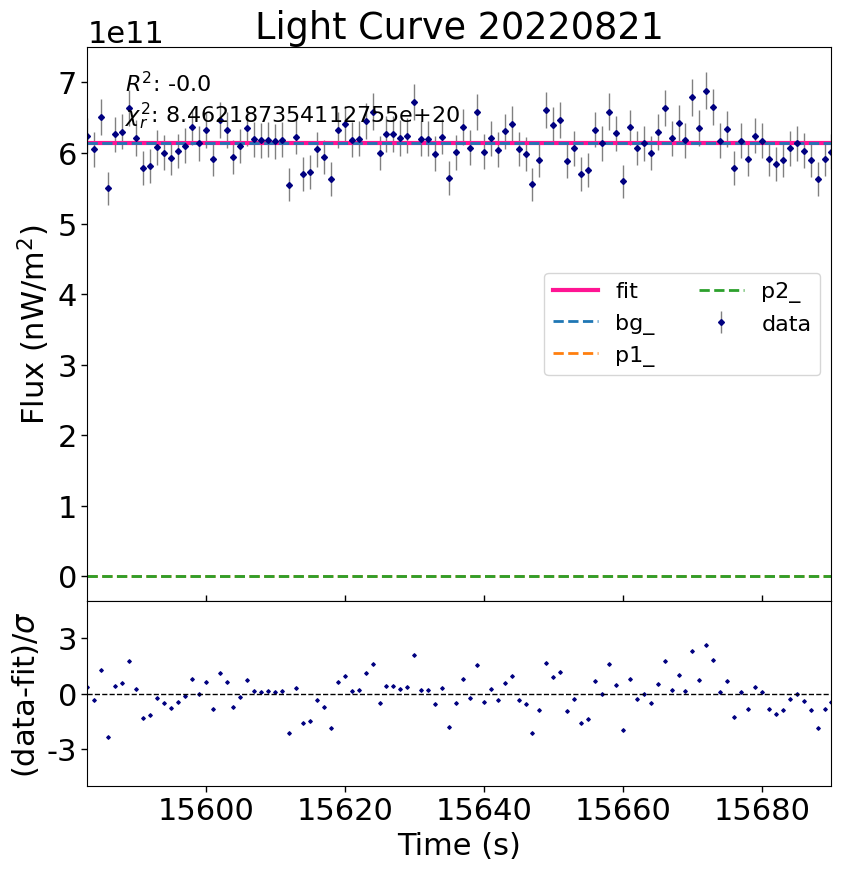 Light Curve 20220821
1e11
R²: -0.0
χ²ᵣ: 8.462187354112755e+20
7
6
5
4
3
2
1
0
Flux (nW/m²)
fit
bg_
p1_
p2_
data
3
0
-3
(data-fit)/σ
15600 15620 15640 15660 15680
Time (s)